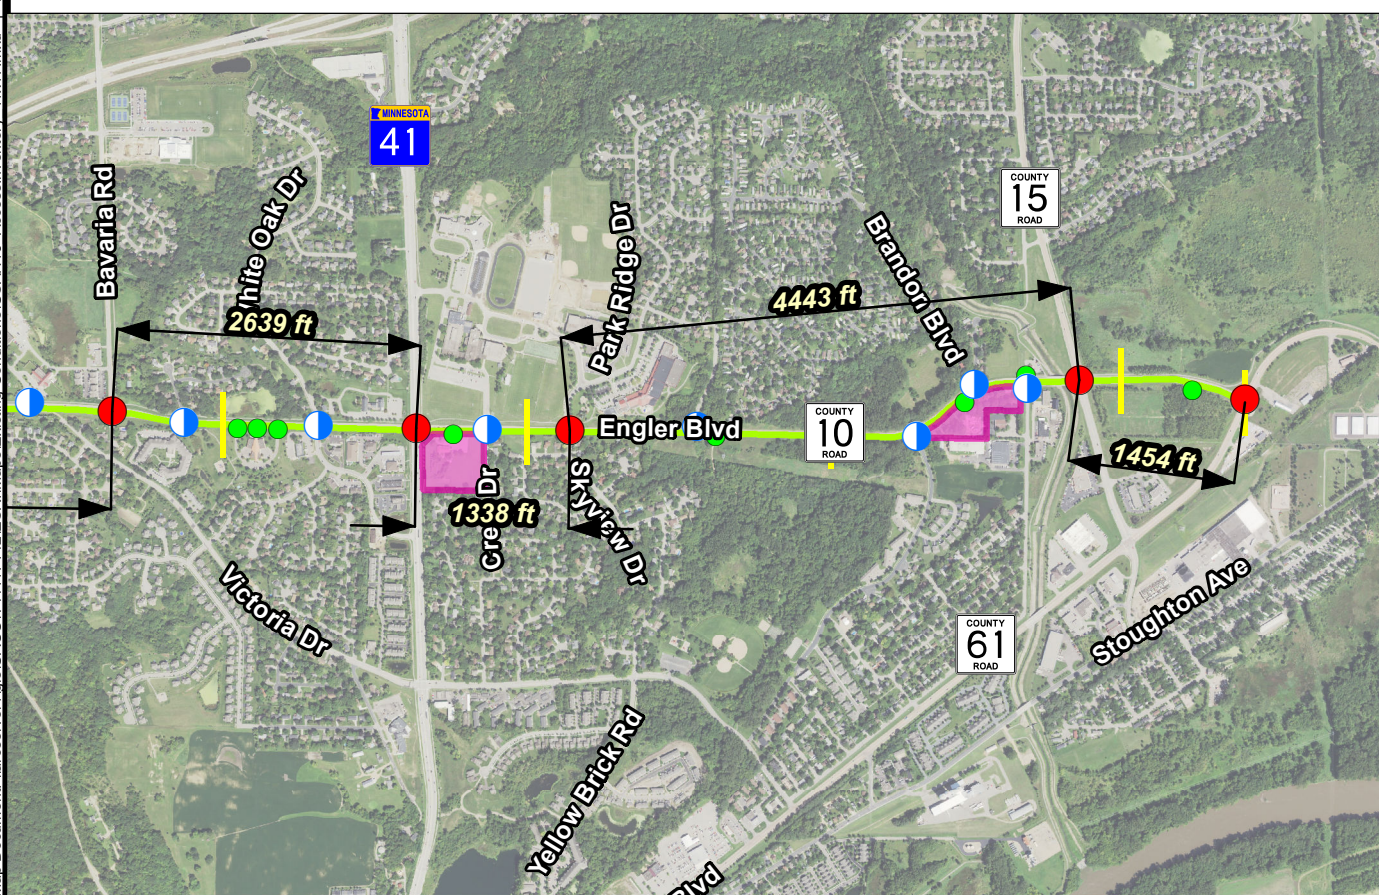 MINNESOTA
41
COUNTY
15
ROAD
Bavaria Rd
White Oak Dr
Park Ridge Dr
Brandon Blvd
4443 ft
2639 ft
Engler Blvd
COUNTY
10
ROAD
1454 ft
1338 ft
Skyview Dr
Victoria Dr
Stoughton Ave
COUNTY
61
ROAD
Yellow Brick Rd
Blvd